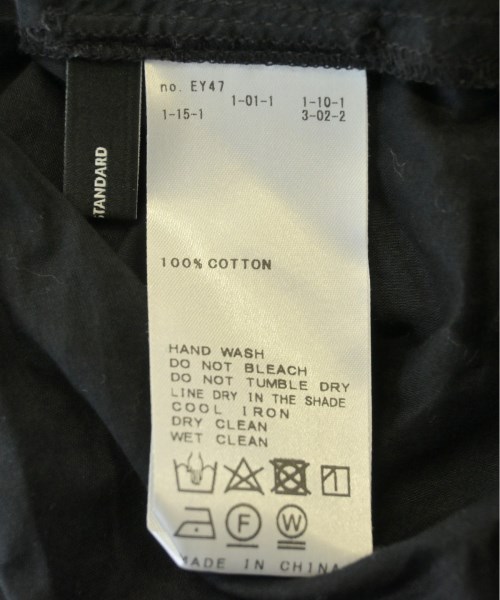 no. EY47
1-01-1 1-10-1
1-15-1 3-02-2
STANDARD
100% COTTON
HAND WASH
DO NOT BLEACH
DO NOT TUMBLE DRY
LINE DRY IN THE SHADE
COOL IRON
DRY CLEAN
WET CLEAN
F W
MADE IN CHINA